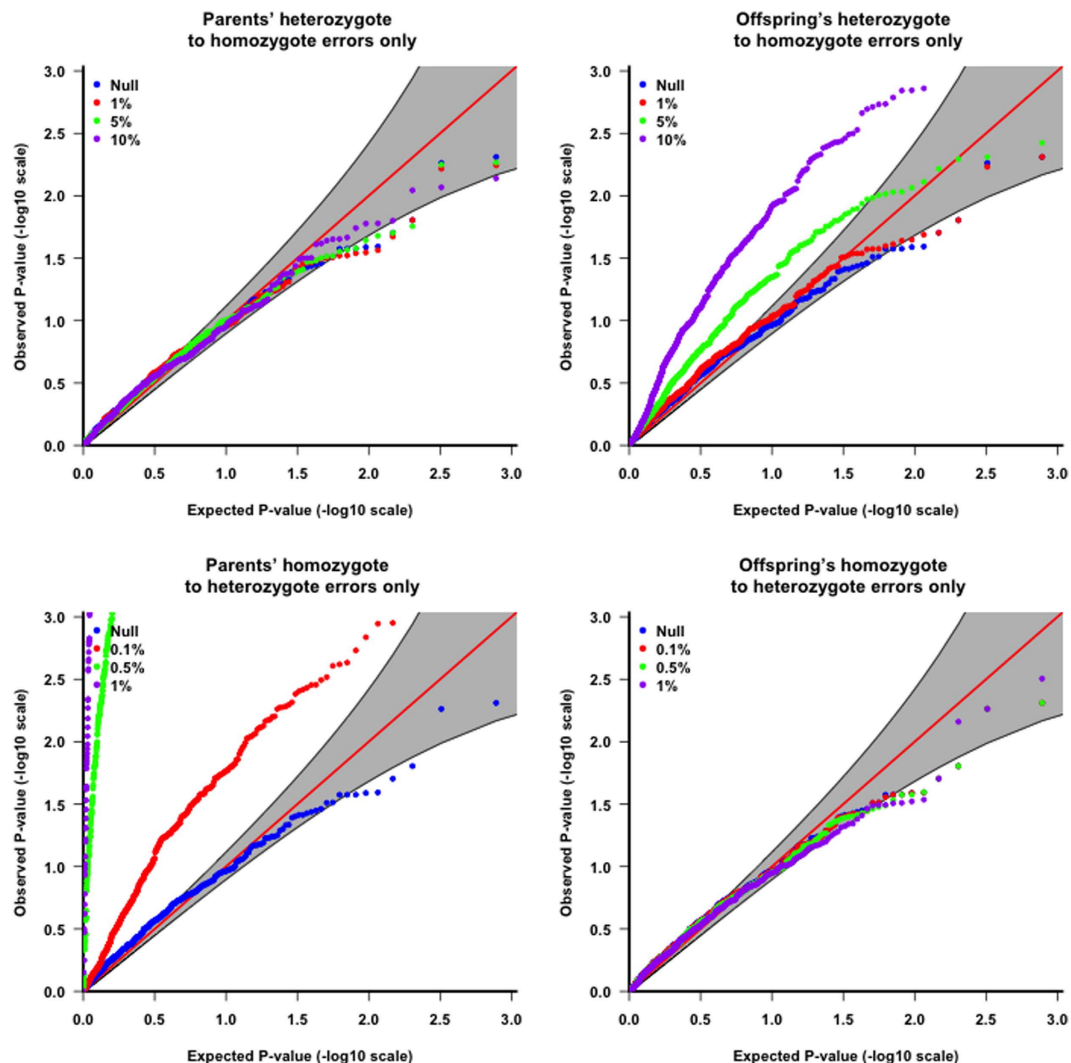 Parents’ heterozygote
to homozygote errors only
3.0
2.5
2.0
1.5
1.0
0.5
0.0
Observed P-value (-log10 scale)
Null
1%
5%
10%
0.0 0.5 1.0 1.5 2.0 2.5 3.0
Expected P-value (-log10 scale)
Offspring’s heterozygote
to homozygote errors only
3.0
2.5
2.0
1.5
1.0
0.5
0.0
Observed P-value (-log10 scale)
Null
1%
5%
10%
0.0 0.5 1.0 1.5 2.0 2.5 3.0
Expected P-value (-log10 scale)
Parents’ homozygote
to heterozygote errors only
3.0
2.5
2.0
1.5
1.0
0.5
0.0
Observed P-value (-log10 scale)
Null
0.1%
0.5%
1%
0.0 0.5 1.0 1.5 2.0 2.5 3.0
Expected P-value (-log10 scale)
Offspring’s homozygote
to heterozygote errors only
3.0
2.5
2.0
1.5
1.0
0.5
0.0
Observed P-value (-log10 scale)
Null
0.1%
0.5%
1%
0.0 0.5 1.0 1.5 2.0 2.5 3.0
Expected P-value (-log10 scale)